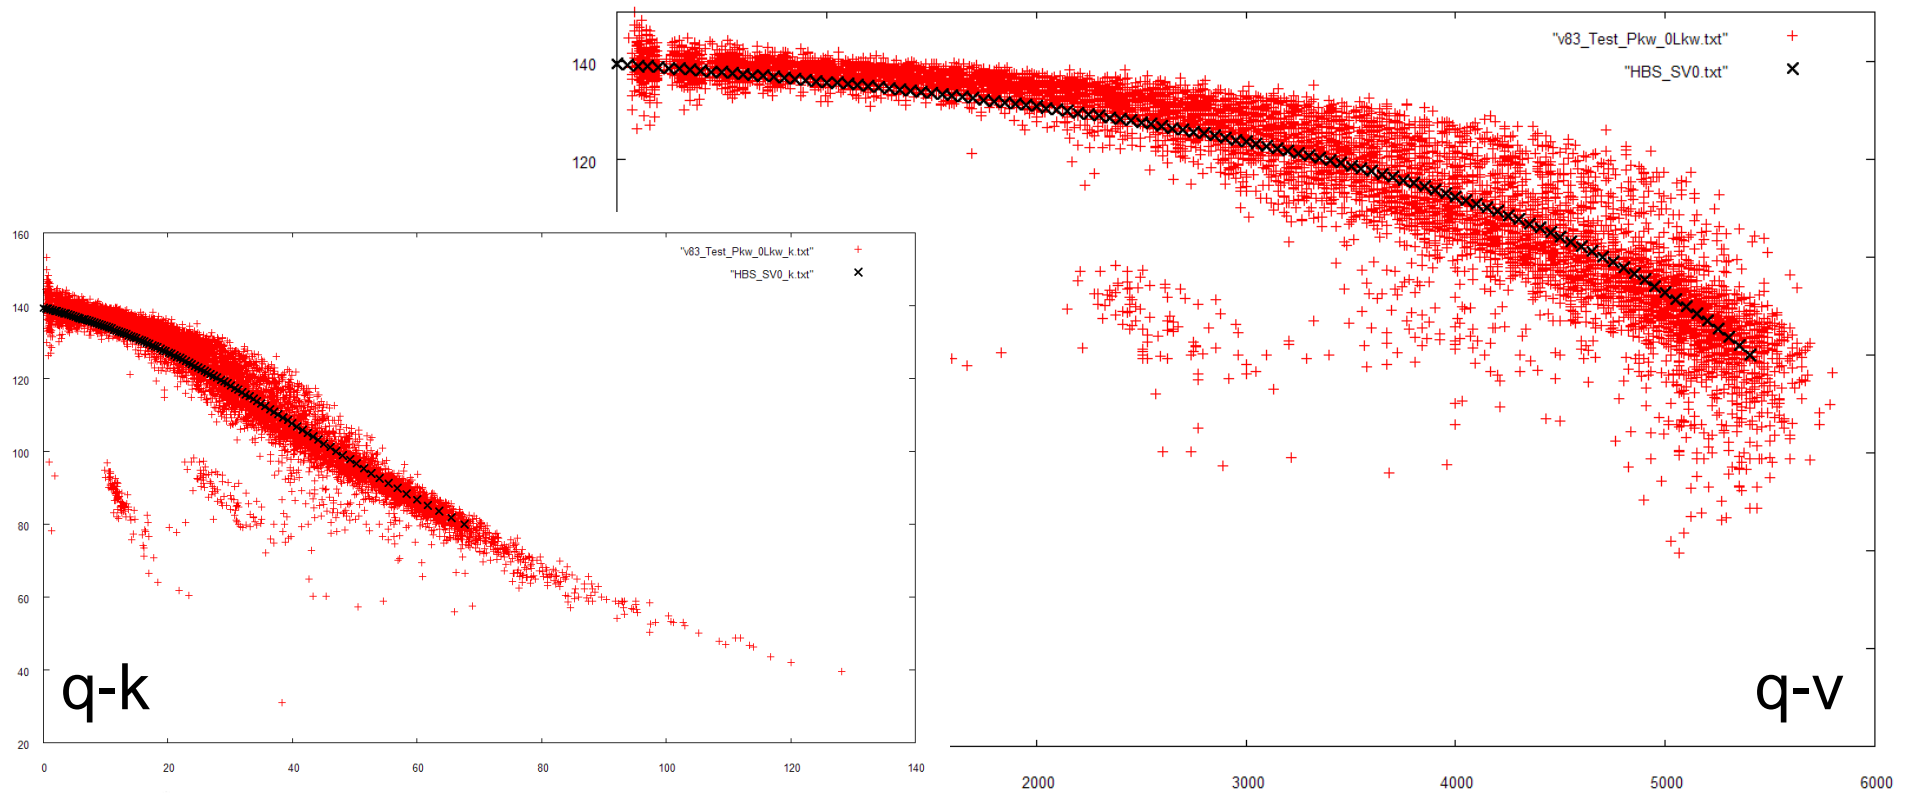 "v83_Test_Pkw_0Lkw.txt"
"HBS_SV0.txt"
140
120
"v83_Test_Pkw_0Lkw_k.txt"
"HBS_SV0_k.txt"
160
140
120
100
80
60
40
20
0 20 40 60 80 100 120 140
q-k
q-v
2000 3000 4000 5000 6000